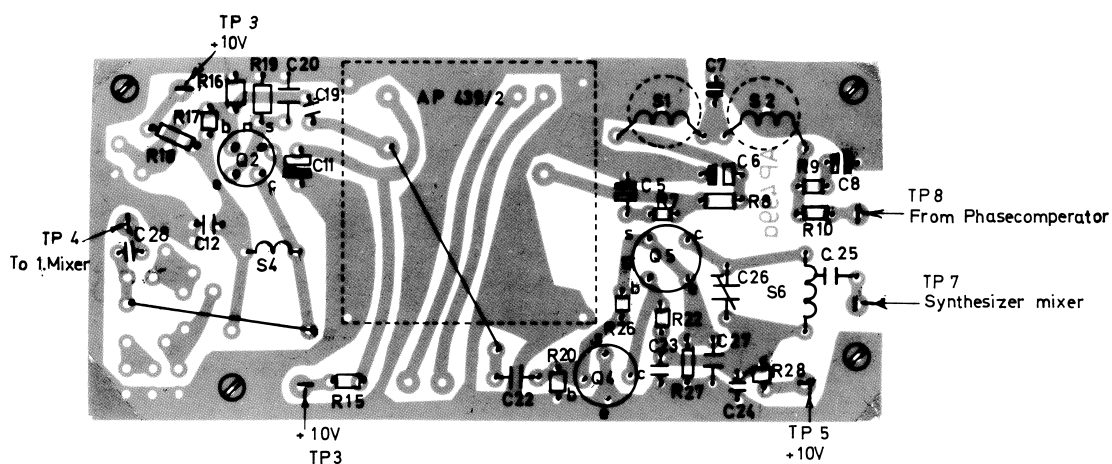 TP 3
+10V
R16
R19
C20
C7
C19
AP 439/2
S1
S2
R17
b
s
R18
Q2
C11
C6
R9
C8
C5
R7
R8
R10
TP 8
From Phasecomperator
e
c
TP 4
C28
C12
To 1.Mixer
S4
s
c
Q5
C26
S6
C 25
TP 7
Synthesizer mixer
b
R26
R22
R20
C23
C27
Q4
c
R28
R15
C22
b
R27
C24
e
+10V
TP3
TP 5
+10V